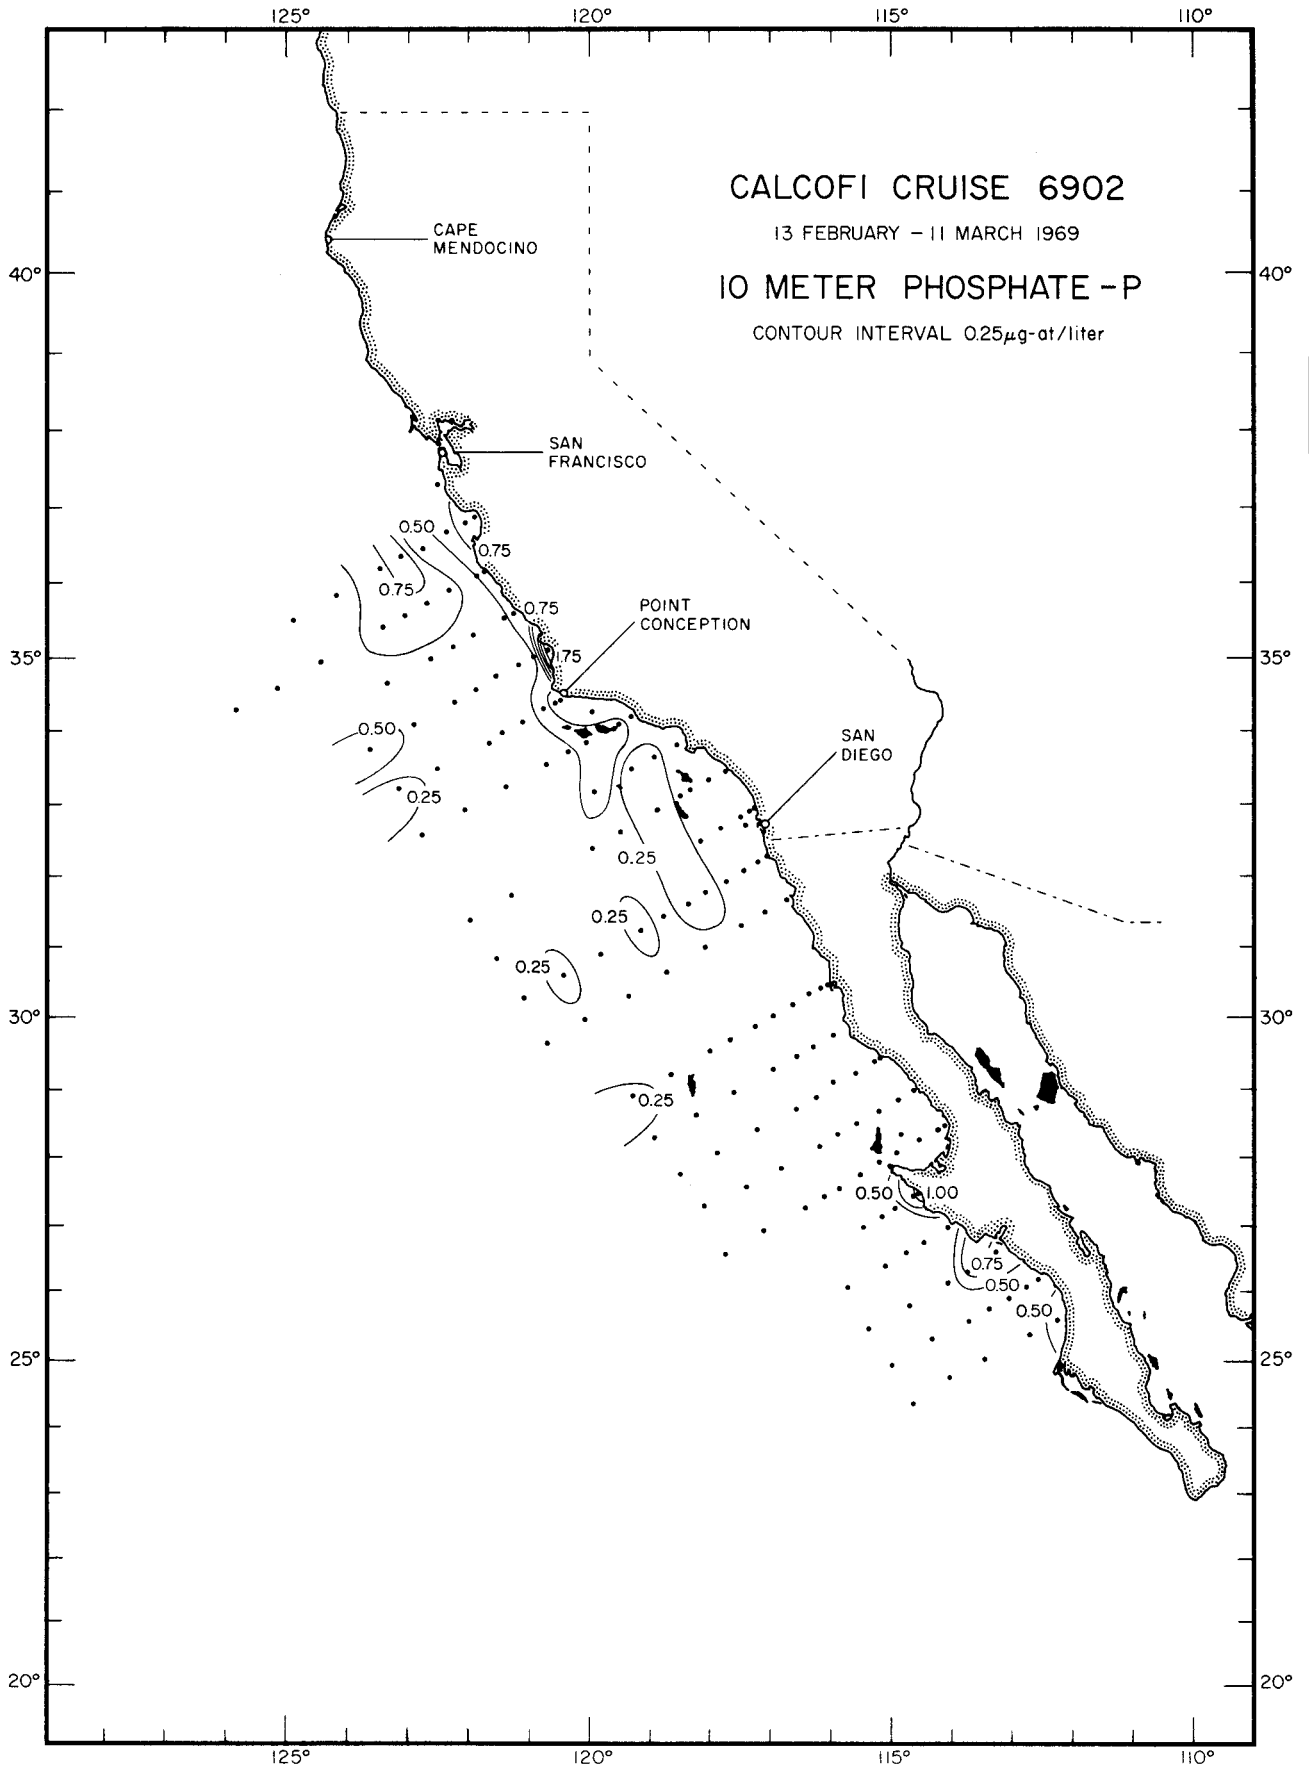 125° 120° 115° 110°
CALCOFI CRUISE 6902
13 FEBRUARY – 11 MARCH 1969
10 METER PHOSPHATE – P
CONTOUR INTERVAL 0.25µg-at/liter
CAPE
MENDOCINO
40° 40°
SAN
FRANCISCO
0.50
0.75
0.75
0.75
POINT
CONCEPTION
1.75
35° 35°
0.50
SAN
DIEGO
0.25
0.25
0.25
0.25
30° 30°
0.25
0.50 1.00
0.75
0.50
0.50
25° 25°
20° 20°
125° 120° 115° 110°